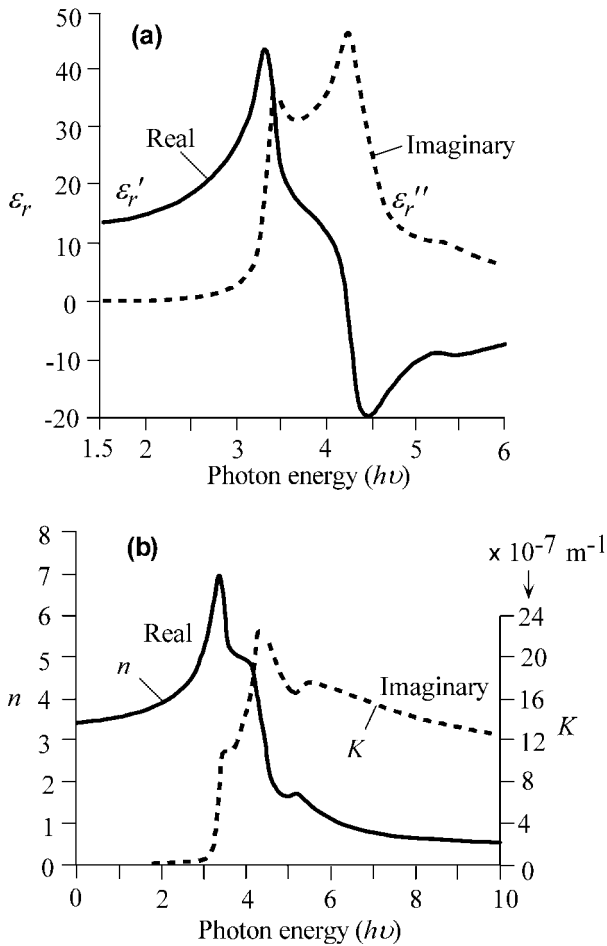 (a)
50
40
30
20
10
0
-10
-20
εr
Real
εr′
Imaginary
εr″
1.5 2 3 4 5 6
Photon energy (hυ)
(b)
8
7
6
5
4
3
2
1
0
n
Real
n
x 10-7 m-1
24
20
16
12
8
4
0
K
Imaginary
K
0 2 4 6 8 10
Photon energy (hυ)